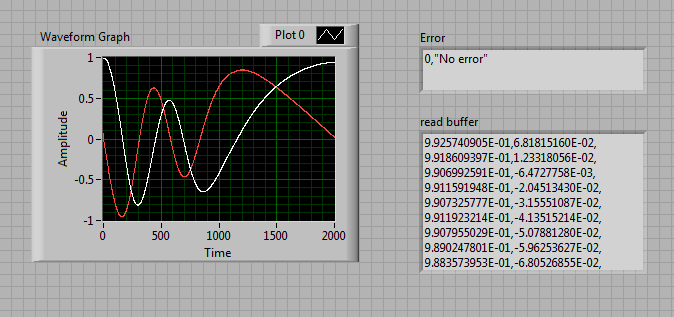 Waveform Graph
Plot 0
Amplitude
1
0.5
0
-0.5
-1
0
500
1000
1500
2000
Time
Error
0,"No error"
read buffer
9.925740905E-01,6.81815160E-02,
9.918609397E-01,1.23318056E-02,
9.906992591E-01,-6.4727758E-03,
9.911591948E-01,-2.04513430E-02,
9.907325777E-01,-3.15551087E-02,
9.911923214E-01,-4.13515214E-02,
9.907955029E-01,-5.07881280E-02,
9.890247801E-01,-5.96253627E-02,
9.883573953E-01,-6.80526855E-02,